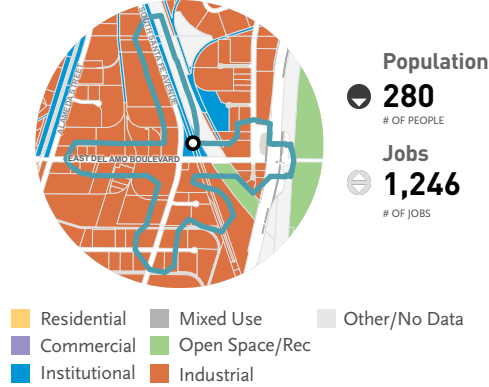 SOUTH SANTA FE AVENUE
ALAMEDA STREET
EAST DEL AMO BOULEVARD
Population
280
# OF PEOPLE
Jobs
1,246
# OF JOBS
Residential
Mixed Use
Other/No Data
Commercial
Open Space/Rec
Institutional
Industrial